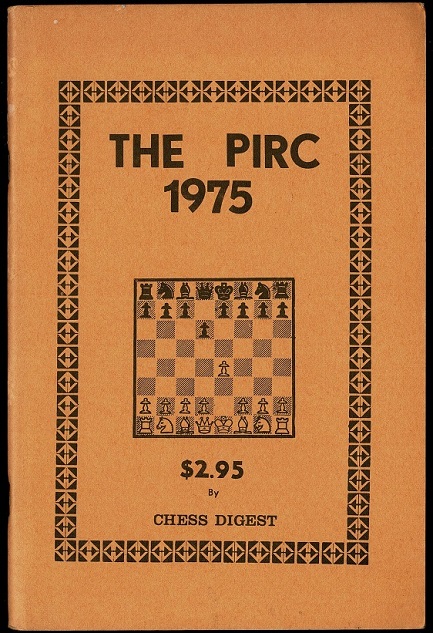 THE PIRC
1975
$2.95
By
CHESS DIGEST